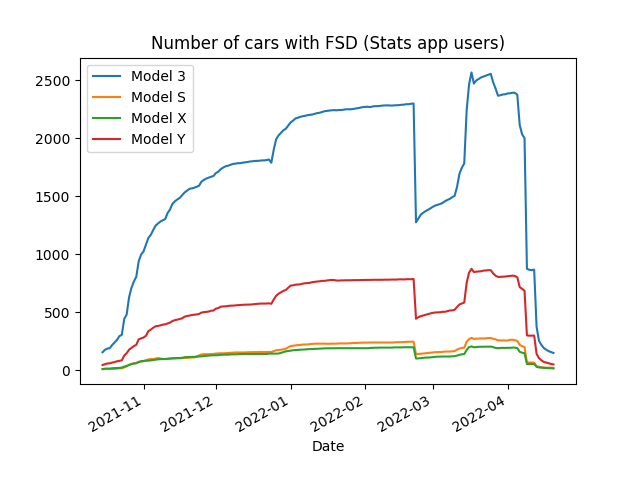 Number of cars with FSD (Stats app users)
Model 3
Model S
Model X
Model Y
2500
2000
1500
1000
500
0
2021-11
2021-12
2022-01
2022-02
2022-03
2022-04
Date